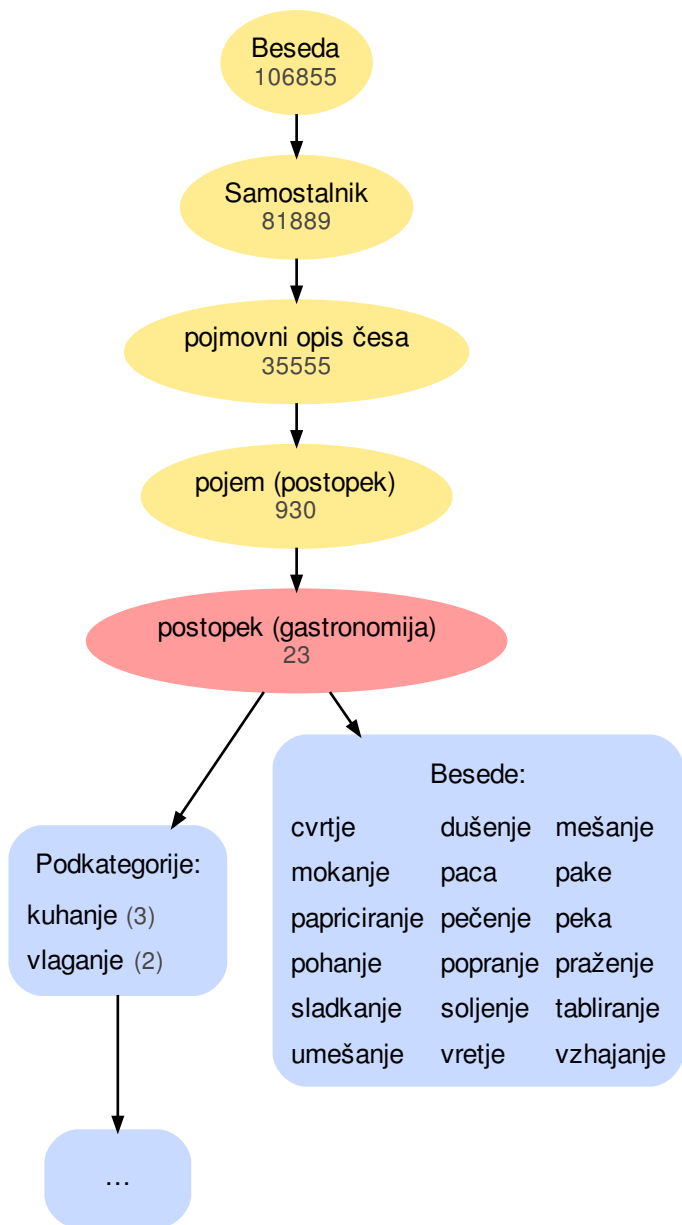 Beseda
106855
Samostalnik
81889
pojmovni opis česa
35555
pojem (postopek)
930
postopek (gastronomija)
23
Podkategorije:
kuhanje (3)
vlaganje (2)
...
Besede:
cvrtje dušenje mešanje
mokanje paca pake
papriciranje pečenje peka
pohanje popranje praženje
sladkanje soljenje tabliranje
umešanje vretje vzhajanje